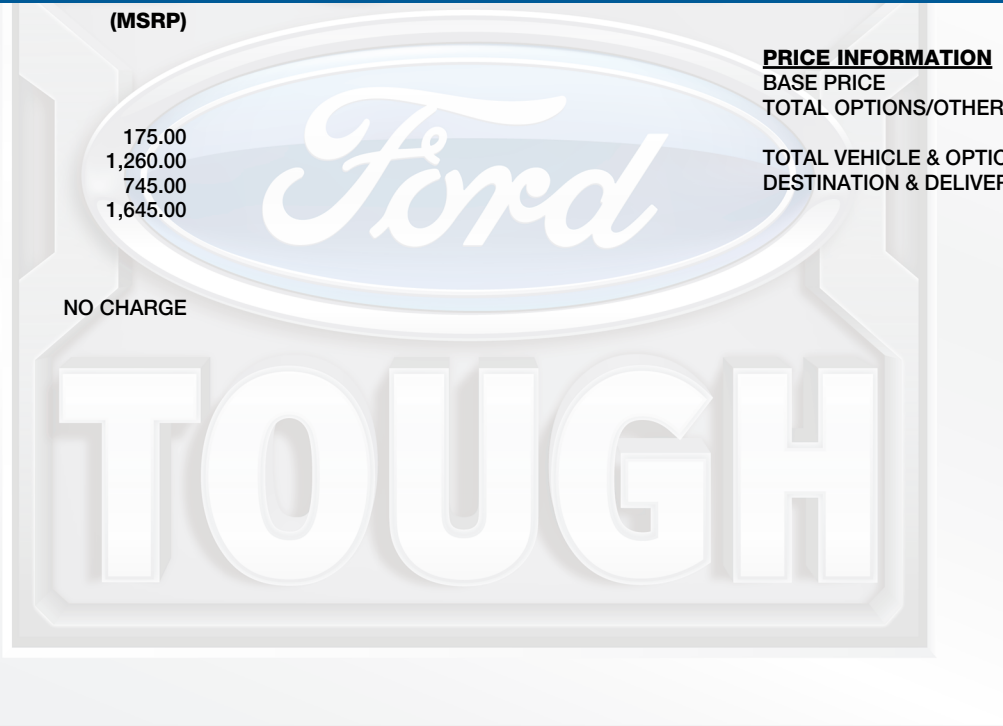 (MSRP)
175.00
1,260.00
745.00
1,645.00
NO CHARGE
PRICE INFORMATION
BASE PRICE
TOTAL OPTIONS/OTHER
TOTAL VEHICLE & OPTIO
DESTINATION & DELIVER
Ford
TOUGH